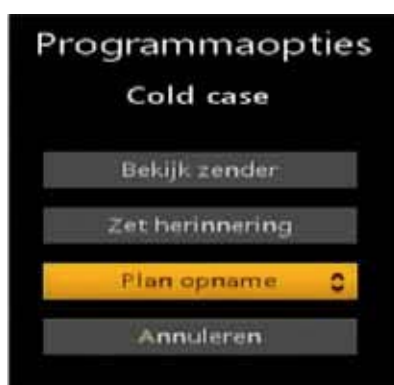 Programmaopties
Cold case
Bekijk zender
Zet herinnering
Plan opname
Annuleren